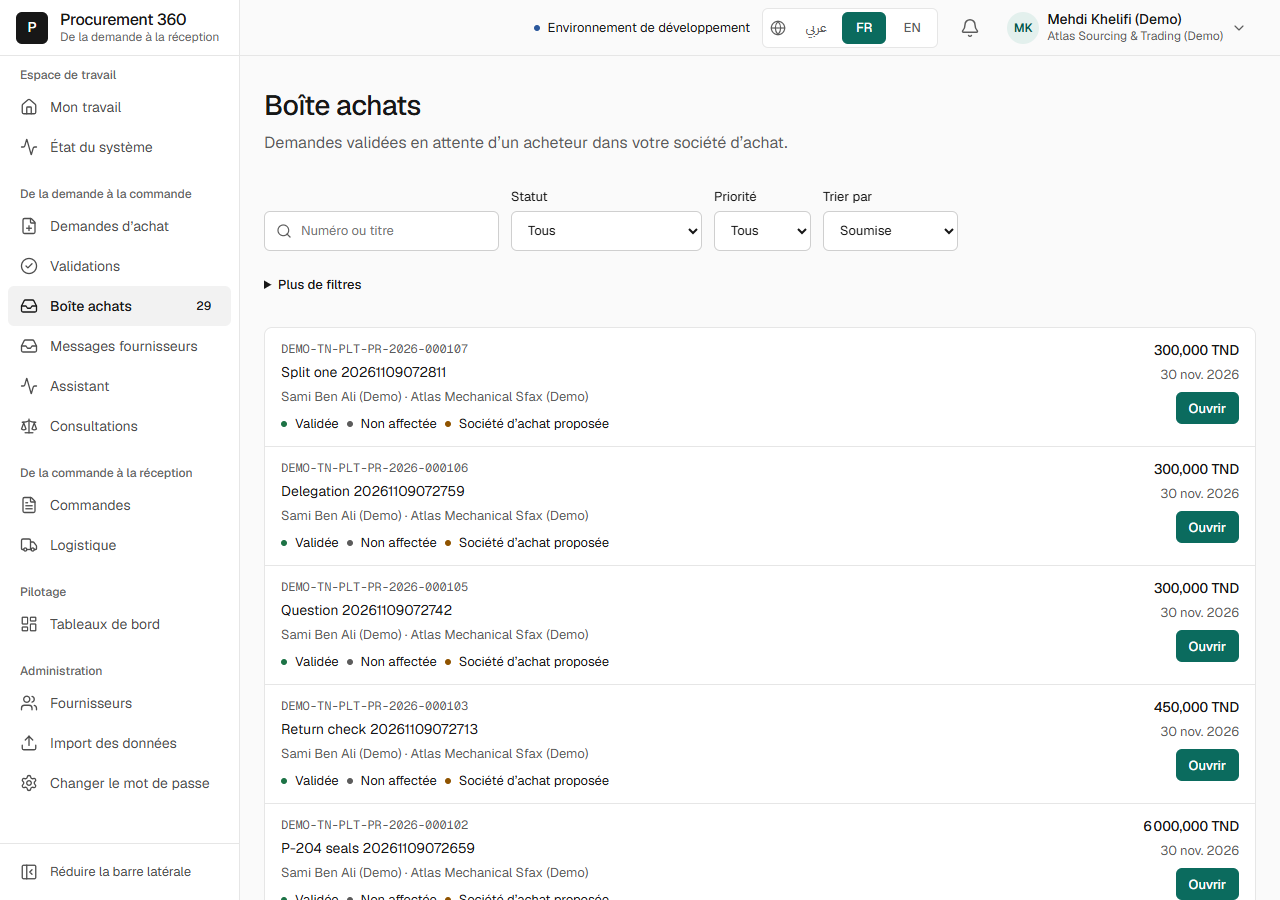 P
Procurement 360
De la demande à la réception
Environnement de développement
عربي
FR
EN
MK
Mehdi Khelifi (Demo)
Atlas Sourcing & Trading (Demo)
Espace de travail
Mon travail
État du système
De la demande à la commande
Demandes d’achat
Validations
Boîte achats 29
Messages fournisseurs
Assistant
Consultations
De la commande à la réception
Commandes
Logistique
Pilotage
Tableaux de bord
Administration
Fournisseurs
Import des données
Changer le mot de passe
Réduire la barre latérale
Boîte achats
Demandes validées en attente d’un acheteur dans votre société d’achat.
Numéro ou titre
Statut
Tous
Priorité
Tous
Trier par
Soumise
Plus de filtres
DEMO-TN-PLT-PR-2026-000107
Split one 20261109072811
Sami Ben Ali (Demo) · Atlas Mechanical Sfax (Demo)
Validée Non affectée Société d’achat proposée
300,000 TND
30 nov. 2026
Ouvrir
DEMO-TN-PLT-PR-2026-000106
Delegation 20261109072759
Sami Ben Ali (Demo) · Atlas Mechanical Sfax (Demo)
Validée Non affectée Société d’achat proposée
300,000 TND
30 nov. 2026
Ouvrir
DEMO-TN-PLT-PR-2026-000105
Question 20261109072742
Sami Ben Ali (Demo) · Atlas Mechanical Sfax (Demo)
Validée Non affectée Société d’achat proposée
300,000 TND
30 nov. 2026
Ouvrir
DEMO-TN-PLT-PR-2026-000103
Return check 20261109072713
Sami Ben Ali (Demo) · Atlas Mechanical Sfax (Demo)
Validée Non affectée Société d’achat proposée
450,000 TND
30 nov. 2026
Ouvrir
DEMO-TN-PLT-PR-2026-000102
P-204 seals 20261109072659
Sami Ben Ali (Demo) · Atlas Mechanical Sfax (Demo)
Validée Non affectée Société d’achat proposée
6 000,000 TND
30 nov. 2026
Ouvrir